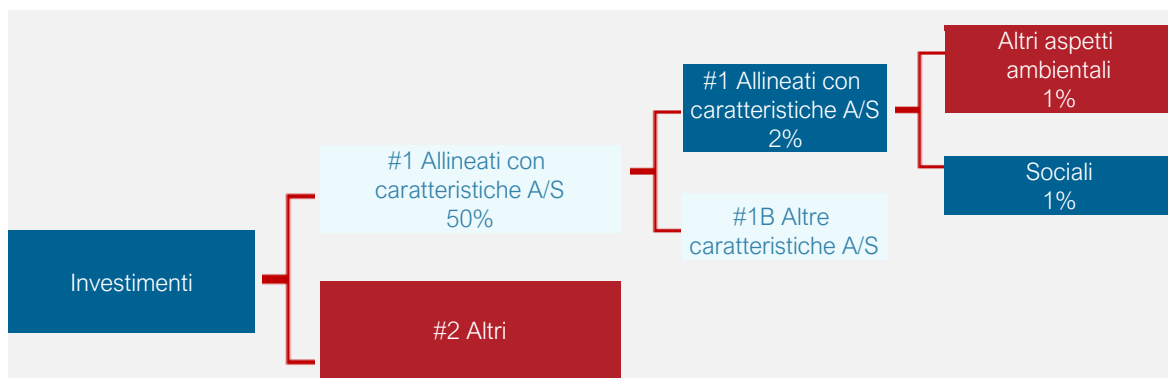 Investimenti
#1 Allineati con
caratteristiche A/S
50%
#2 Altri
#1 Allineati con
caratteristiche A/S
2%
#1B Altre
caratteristiche A/S
Altri aspetti
ambientali
1%
Sociali
1%